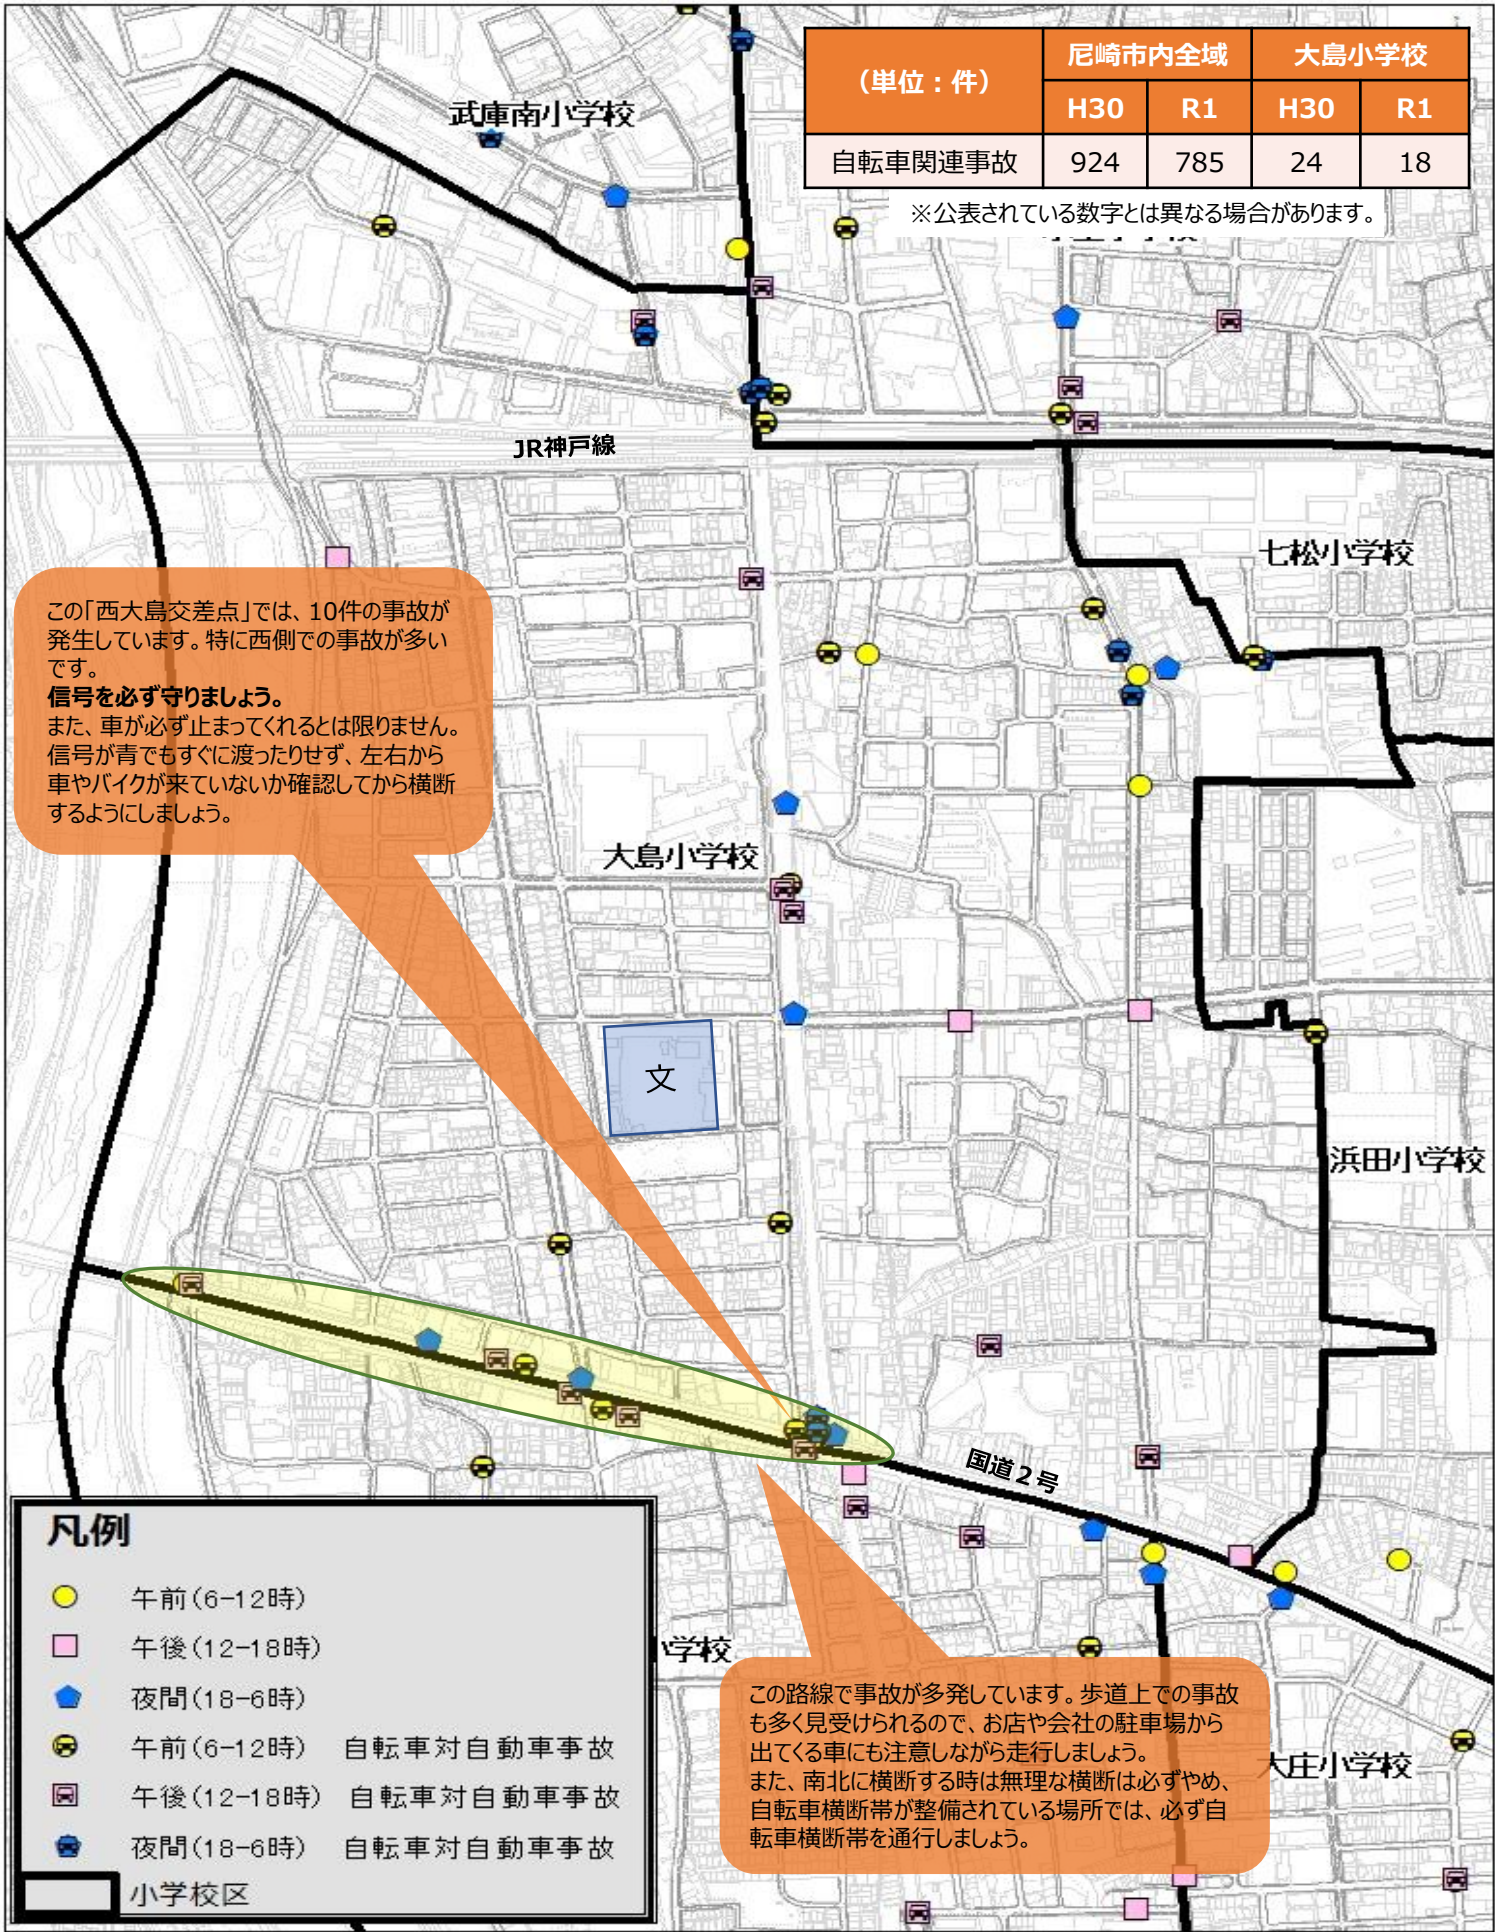 (単位：件)
尼崎市内全域
大島小学校
H30
R1
H30
R1
自転車関連事故
924
785
24
18
※公表されている数字とは異なる場合があります。
武庫南小学校
JR神戸線
七松小学校
この「西大島交差点」では、10件の事故が
発生しています。特に西側での事故が多い
です。
信号を必ず守りましょう。
また、車が必ず止まってくれるとは限りません。
信号が青でもすぐに渡ったりせず、左右から
車やバイクが来ていないか確認してから横断
するようにしましょう。
大島小学校
文
浜田小学校
国道２号
凡例
午前(6-12時)
午後(12-18時)
夜間(18-6時)
午前(6-12時) 自転車対自動車事故
午後(12-18時) 自転車対自動車事故
夜間(18-6時) 自転車対自動車事故
小学校区
学校
この路線で事故が多発しています。歩道上での事故
も多く見受けられるので、お店や会社の駐車場から
出てくる車にも注意しながら走行しましょう。
また、南北に横断する時は無理な横断は必ずやめ、
自転車横断帯が整備されている場所では、必ず自
転車横断帯を通行しましょう。
大庄小学校